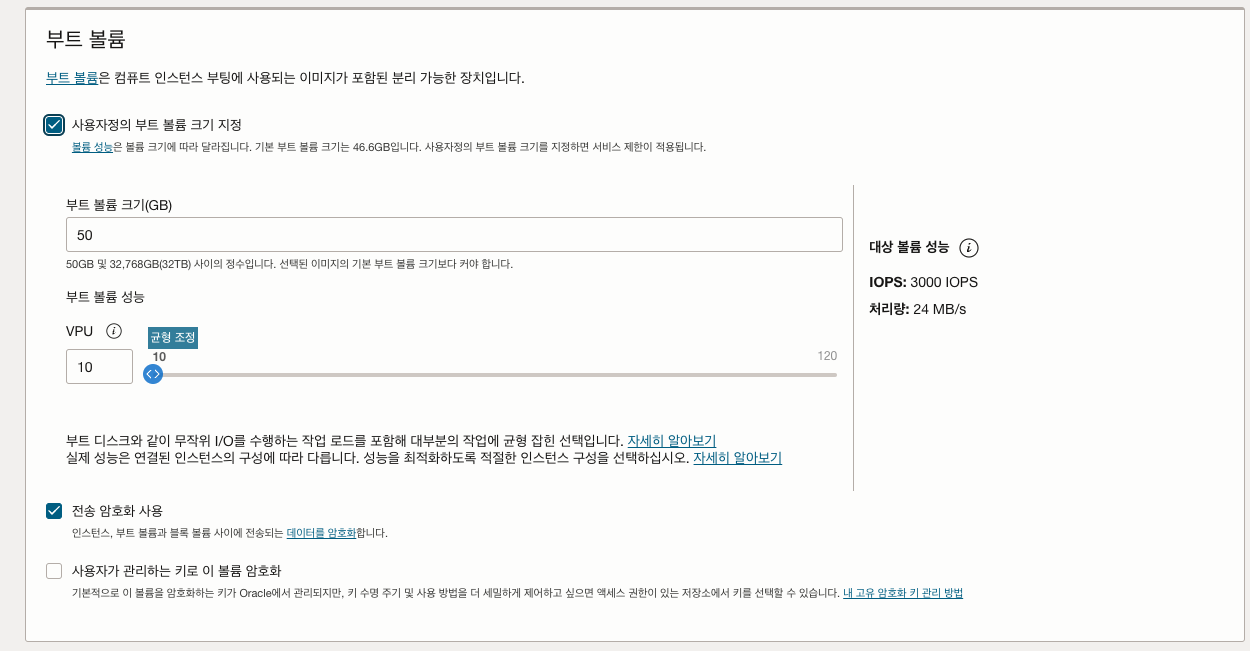 부트 볼륨
부트 볼륨은 컴퓨트 인스턴스 부팅에 사용되는 이미지가 포함된 분리 가능한 장치입니다.
사용자정의 부트 볼륨 크기 지정
볼륨 성능은 볼륨 크기에 따라 달라집니다. 기본 부트 볼륨 크기는 46.6GB입니다. 사용자정의 부트 볼륨 크기를 지정하면 서비스 제한이 적용됩니다.
부트 볼륨 크기(GB)
50
50GB 및 32,768GB(32TB) 사이의 정수입니다. 선택된 이미지의 기본 부트 볼륨 크기보다 커야 합니다.
부트 볼륨 성능
VPU
균형 조정
10
10
120
부트 디스크와 같이 무작위 I/O를 수행하는 작업 로드를 포함해 대부분의 작업에 균형 잡힌 선택입니다. 자세히 알아보기
실제 성능은 연결된 인스턴스의 구성에 따라 다릅니다. 성능을 최적화하도록 적절한 인스턴스 구성을 선택하십시오. 자세히 알아보기
대상 볼륨 성능
IOPS: 3000 IOPS
처리량: 24 MB/s
전송 암호화 사용
인스턴스, 부트 볼륨과 블록 볼륨 사이에 전송되는 데이터를 암호화합니다.
사용자가 관리하는 키로 이 볼륨 암호화
기본적으로 이 볼륨을 암호화하는 키가 Oracle에서 관리되지만, 키 수명 주기 및 사용 방법을 더 세밀하게 제어하고 싶으면 액세스 권한이 있는 저장소에서 키를 선택할 수 있습니다. 내 고유 암호화 키 관리 방법